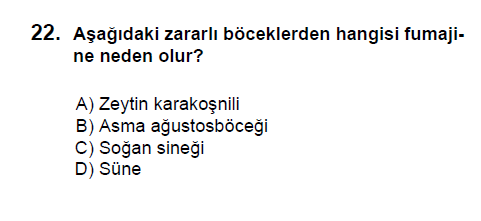 22. Aşağıdaki zararlı böceklerden hangisi fumaji-
ne neden olur?
A) Zeytin karakoşnili
B) Asma ağustosböceği
C) Soğan sineği
D) Süne